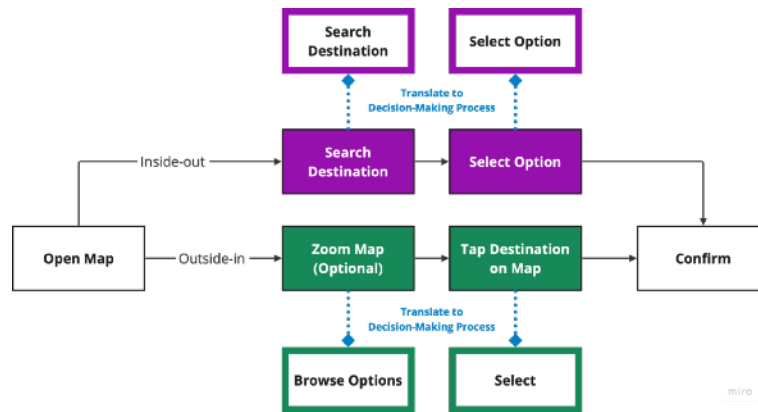 Search
Destination
Select Option
Translate to
Decision-Making Process
Inside-out
Search
Destination
Select Option
Open Map
Outside-in
Zoom Map
(Optional)
Tap Destination
on Map
Confirm
Translate to
Decision-Making Process
Browse Options
Select
miro